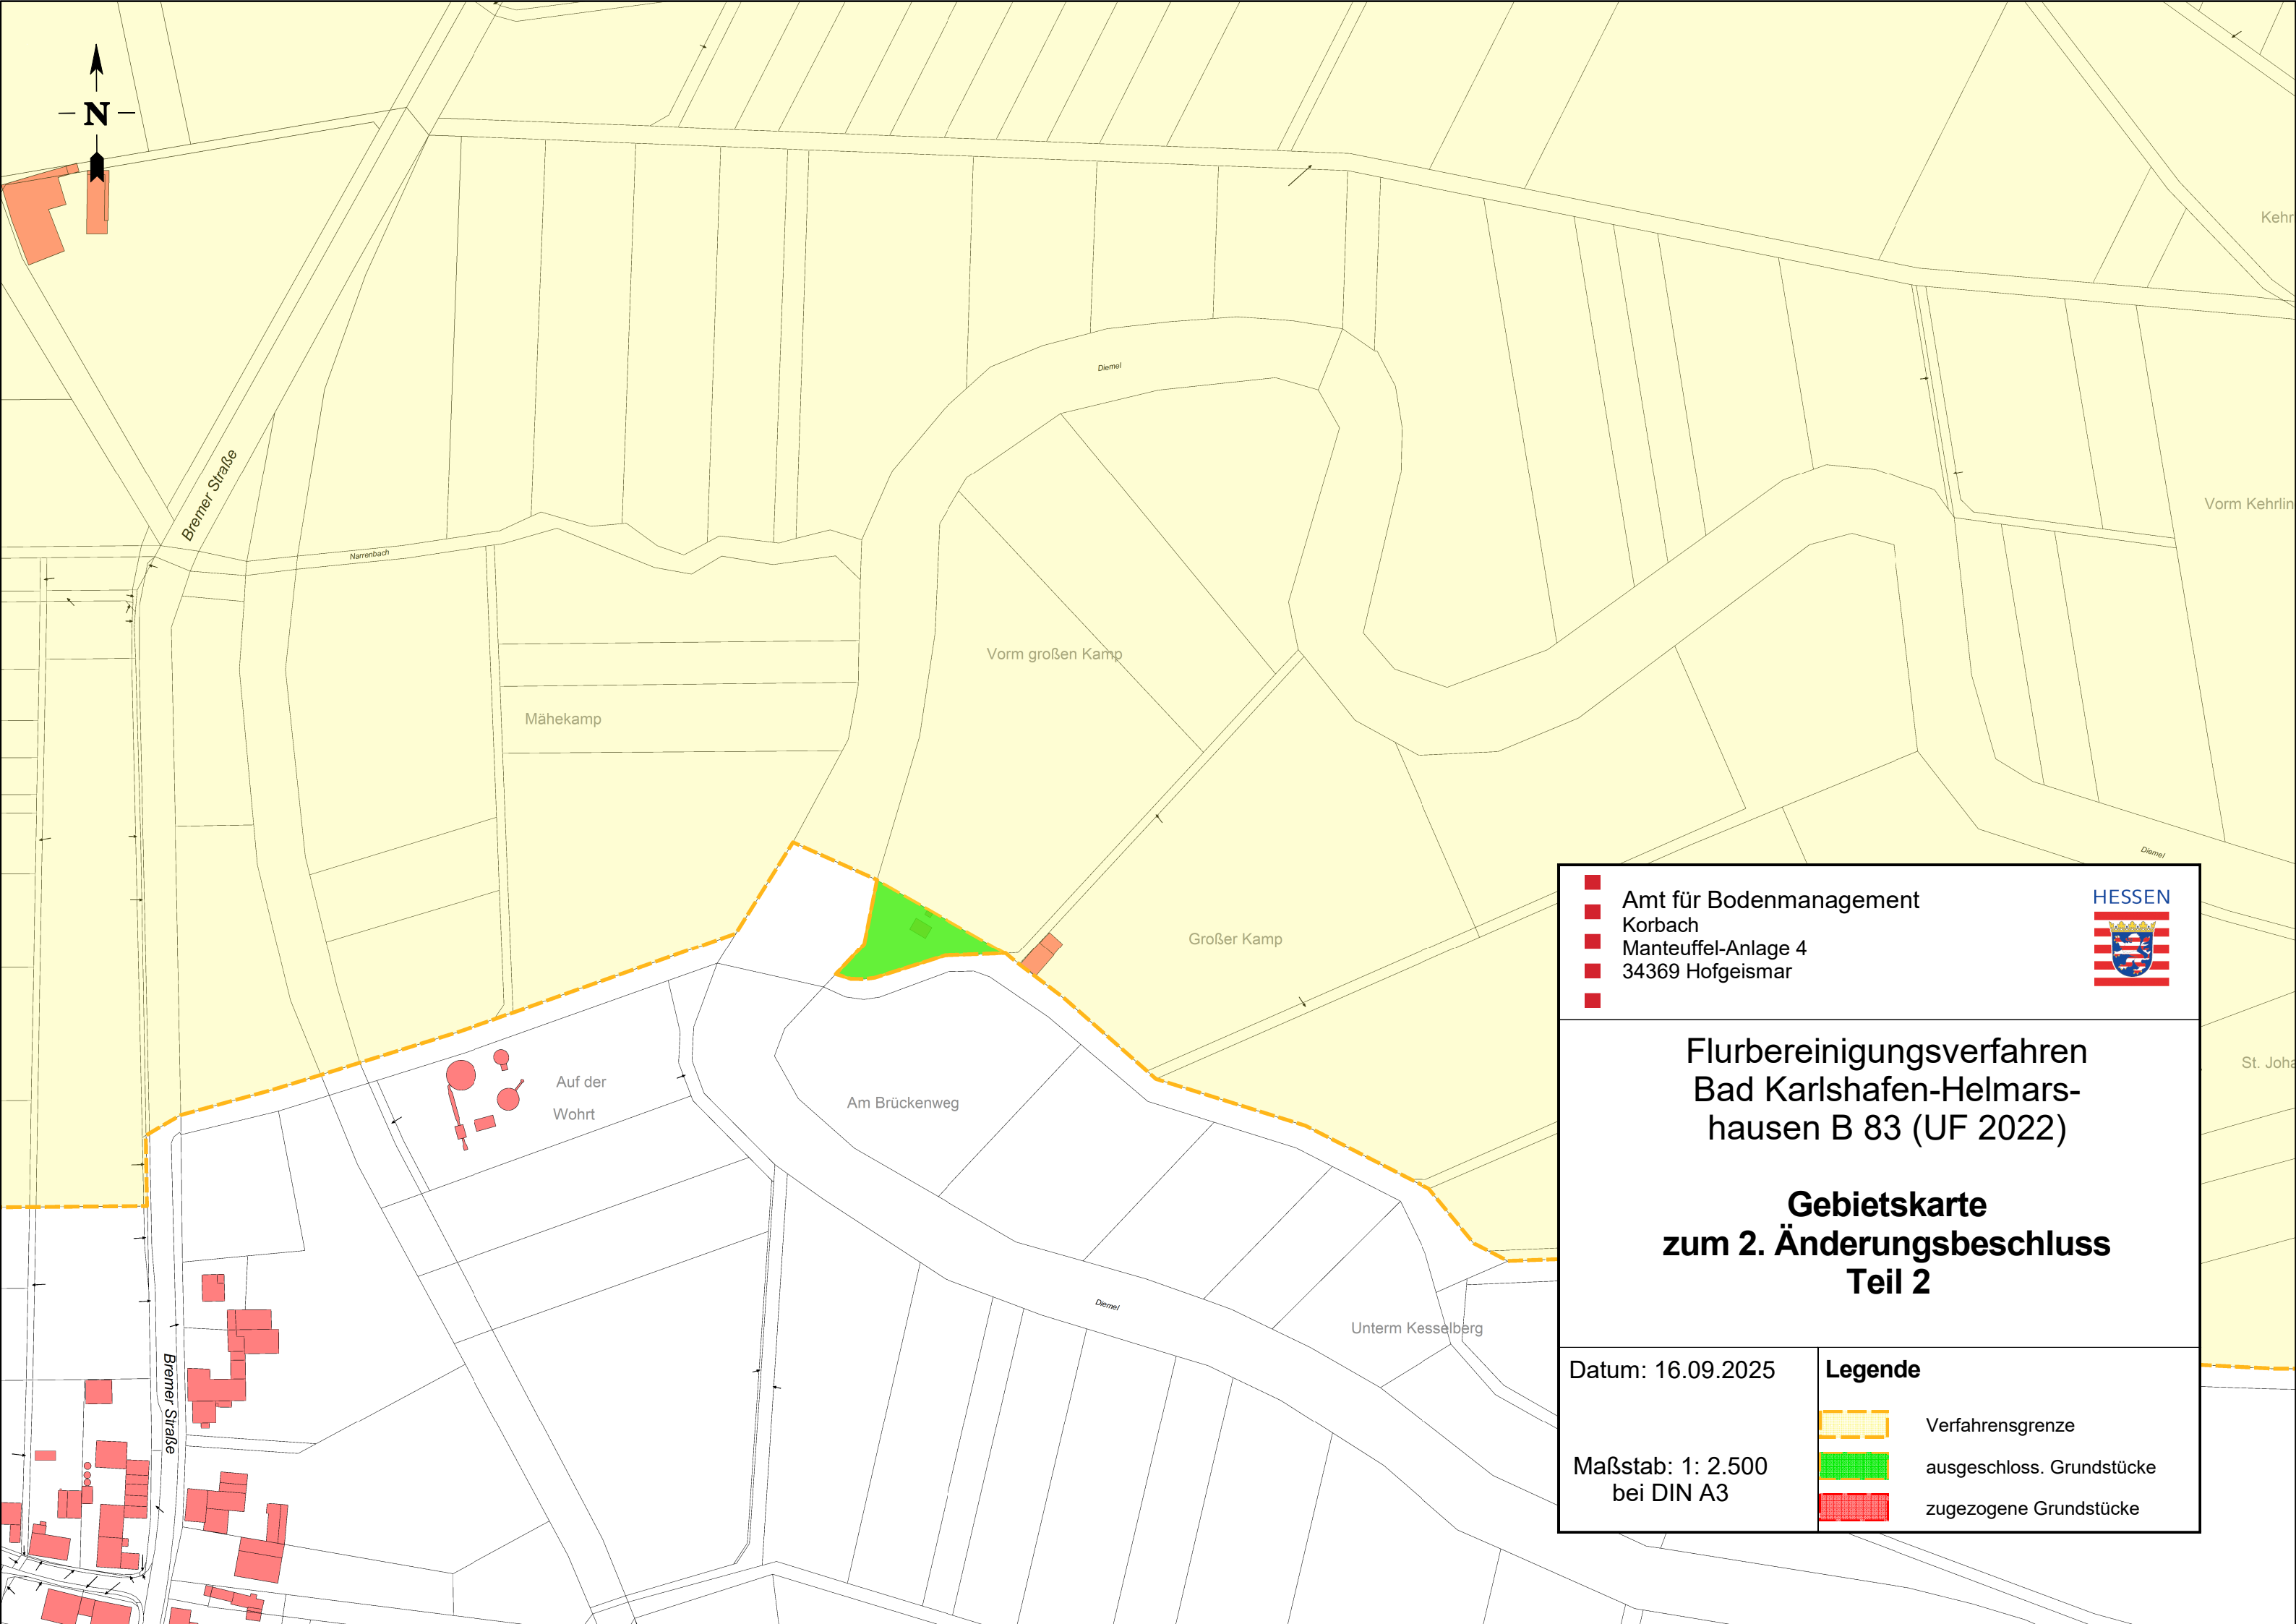 N
Kehr
Diemel
Bremer Straße
Vorm Kehrlin
Narrenbach
Vorm großen Kamp
Mähekamp
Diemel
Großer Kamp
St. Joha
Auf der
Wohrt
Am Brückenweg
Diemel
Unterm Kesselberg
Bremer Straße
Amt für Bodenmanagement
Korbach
Manteuffel-Anlage 4
34369 Hofgeismar
HESSEN
Flurbereinigungsverfahren
Bad Karlshafen-Helmars-
hausen B 83 (UF 2022)
Gebietskarte
zum 2. Änderungsbeschluss
Teil 2
Datum: 16.09.2025
Maßstab: 1: 2.500
bei DIN A3
Legende
Verfahrensgrenze
ausgeschloss. Grundstücke
zugezogene Grundstücke